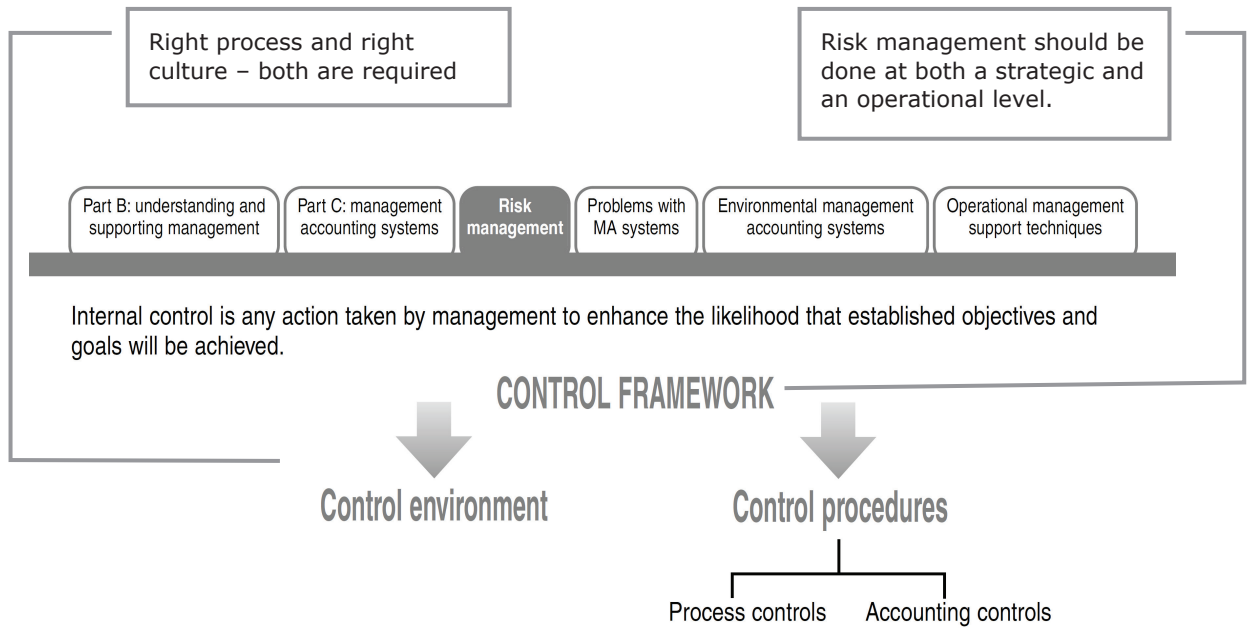 Right process and right
culture – both are required
Risk management should be
done at both a strategic and
an operational level.
Part B: understanding and
supporting management
Part C: management
accounting systems
Risk
management
Problems with
MA systems
Environmental management
accounting systems
Operational management
support techniques
Internal control is any action taken by management to enhance the likelihood that established objectives and
goals will be achieved.
CONTROL FRAMEWORK
Control environment
Control procedures
Process controls
Accounting controls